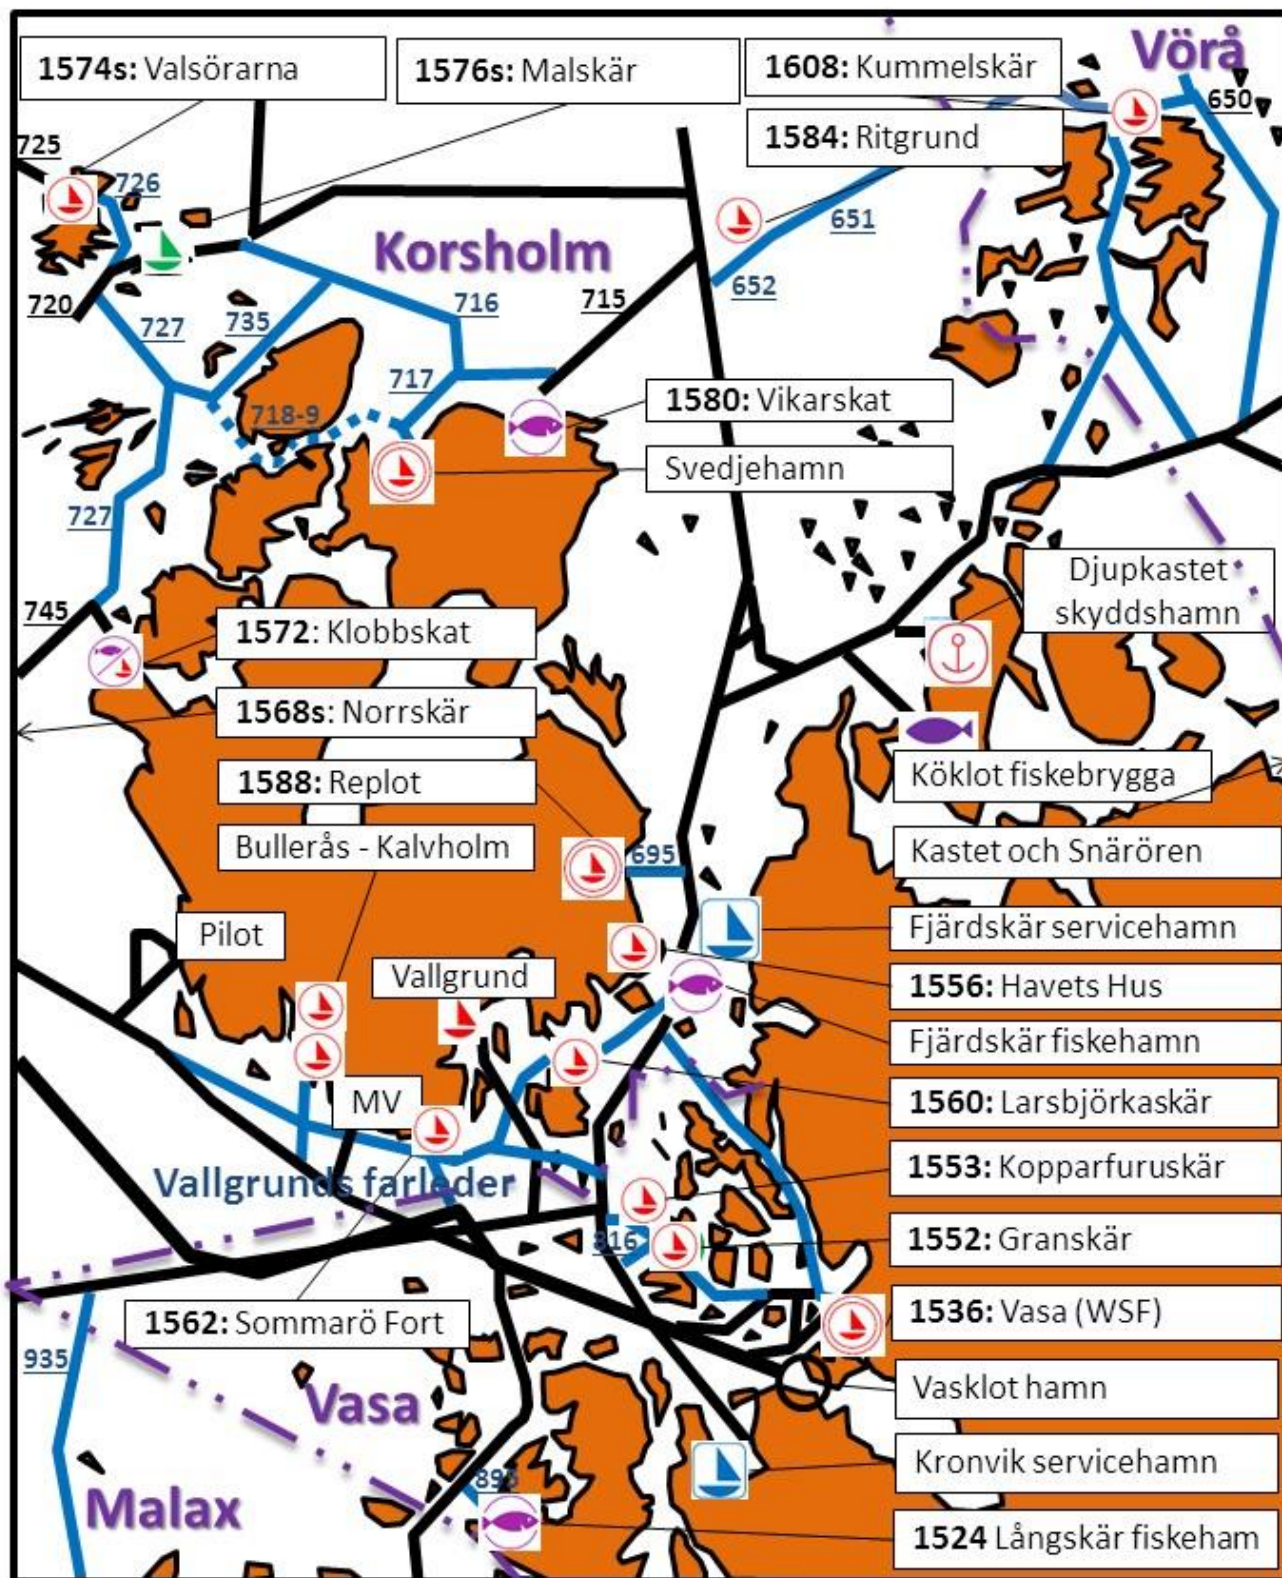 1574s: Valsörarna
1576s: Malskär
1608: Kummelskär
Vörå
650
1584: Ritgrund
725
726
Korsholm
651
652
720
727
735
716
715
717
718-9
1580: Vikarskat
Svedjehamn
727
Djupkastet
skyddshamn
745
1572: Klobbskat
1568s: Norrskär
1588: Replot
Köklot fiskebrygga
Bullerås - Kalvholm
695
Kastet och Snärören
Pilot
Fjärdskär servicehamn
Vallgrund
1556: Havets Hus
Fjärdskär fiskehamn
MV
1560: Larsbjörkaskär
Vallgrunds farleder
1553: Kopparfuruskär
816
1552: Granskär
1562: Sommarö Fort
1536: Vasa (WSF)
935
Vasa
Vasklot hamn
Kronvik servicehamn
895
Malax
1524 Långskär fiskeham